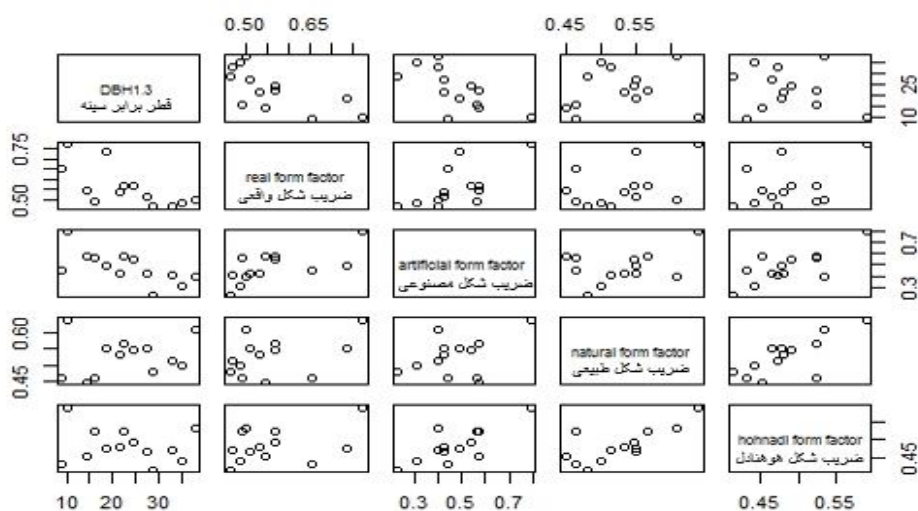 0.50 0.65 0.45 0.55
DBH1.3
قطر برابر سینه
10 25
0.50 0.75
real form factor
ضریب شکل واقعی
artificial form factor
ضریب شکل مصنوعی
0.3 0.7
0.45 0.60
natural form factor
ضریب شکل طبیعی
hohnadl form factor
ضریب شکل هوهنادل
0.45
10 20 30 0.3 0.5 0.7 0.45 0.55